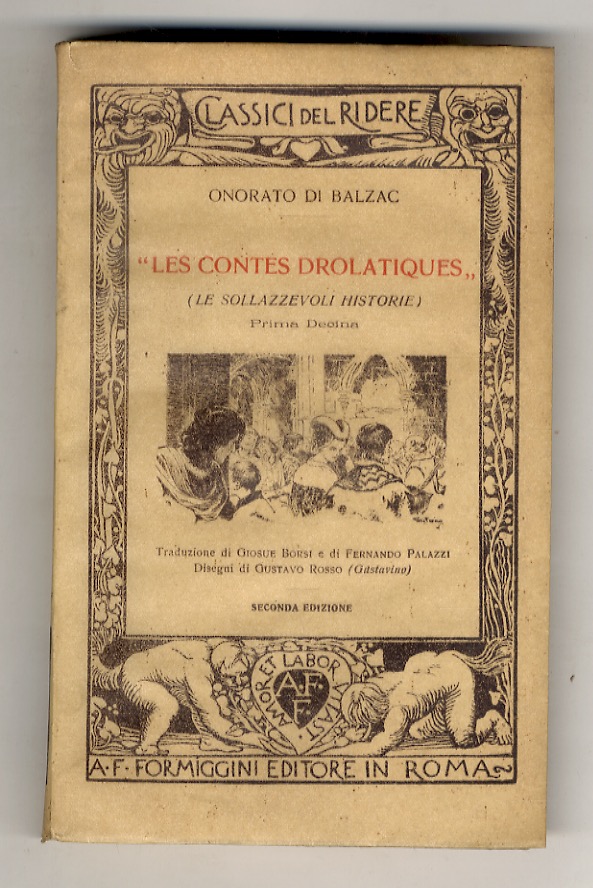 CLASSICI DEL RIDERE
ONORATO DI BALZAC
“LES CONTES DROLATIQUES„
(LE SOLLAZZEVOLI HISTORIE)
Prima Decina
Traduzione di GIOSUE BORSI e di FERNANDO PALAZZI
Disegni di GUSTAVO ROSSO (Gustavino)
SECONDA EDIZIONE
AMOR ET LABOR VITAST
A.F.
F
A·F·FORMIGGINI EDITORE IN ROMA